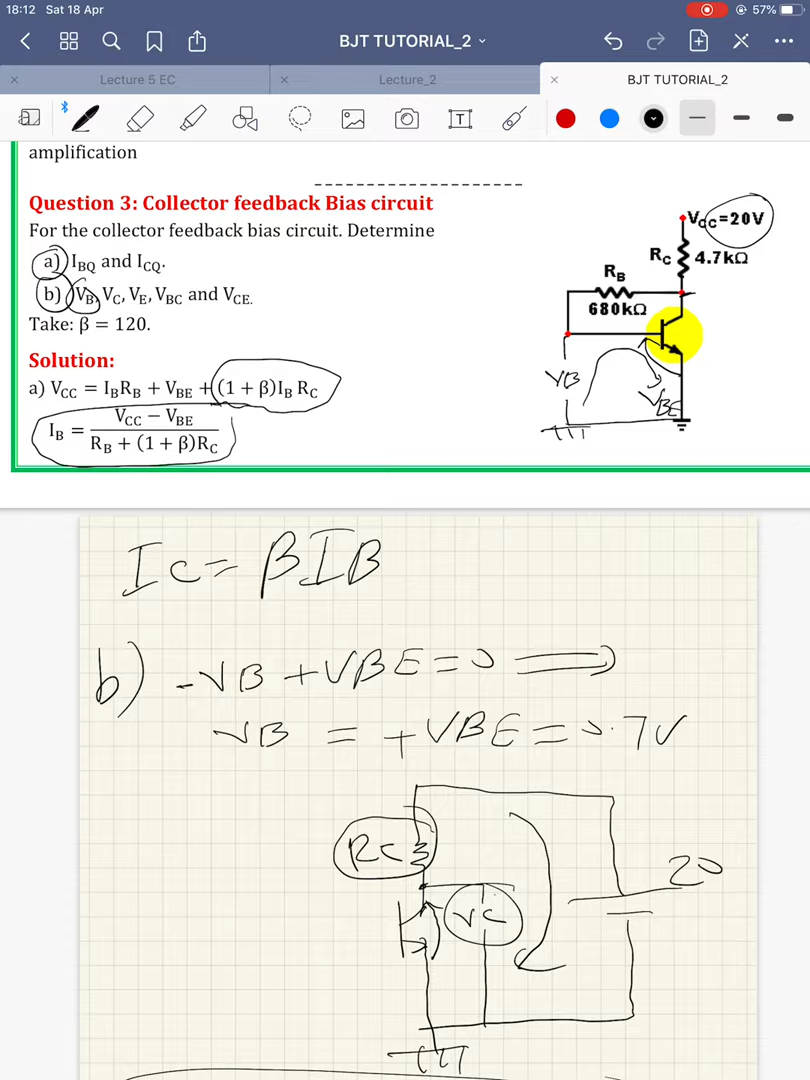 18:12 Sat 18 Apr
57%
BJT TUTORIAL_2
Lecture 5 EC
Lecture_2
BJT TUTORIAL_2
T
amplification
Question 3: Collector feedback Bias circuit
For the collector feedback bias circuit. Determine
a) IBQ and ICQ.
b) VB, VC, VE, VBC and VCE.
Take: β = 120.
Solution:
a) VCC = IBRB + VBE + (1 + β)IB RC
IB = VCC − VBE
RB + (1 + β)RC
VCC=20V
RC 4.7kΩ
RB
680kΩ
VB
VBE
IC = βIB
b) -VB + VBE = 0 ⟹
VB = +VBE = 0.7V
RC
VC
20